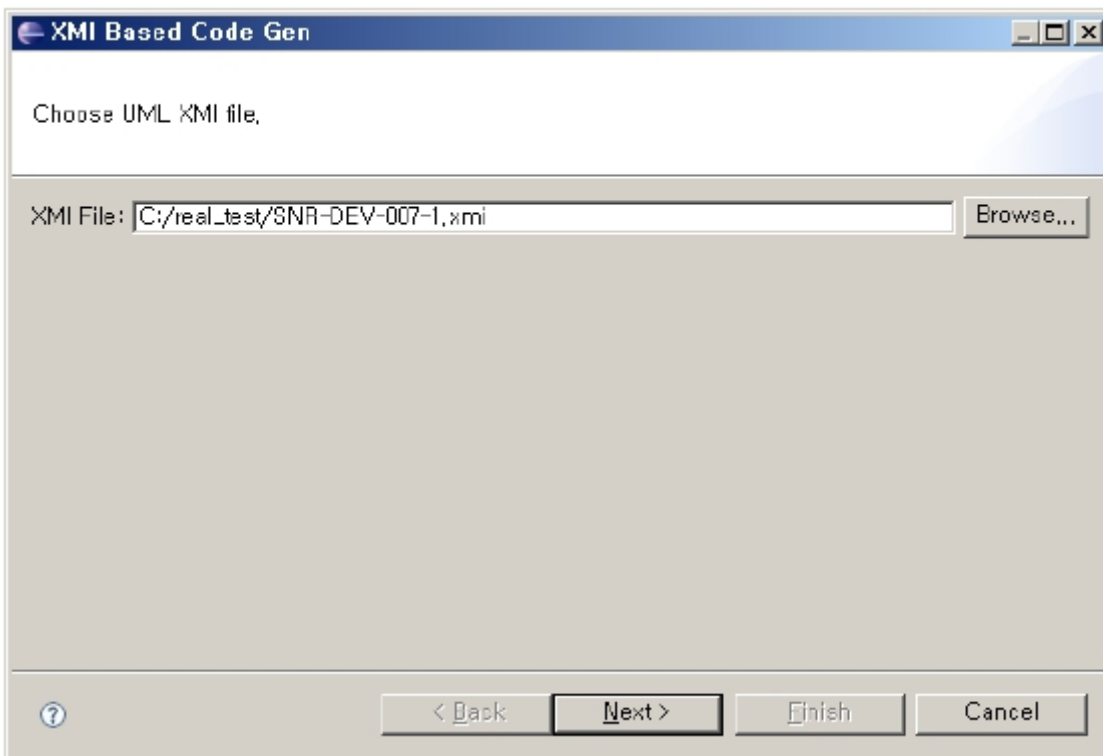 XMI Based Code Gen
Choose UML XMI file.
XMI File: C:/real_test/SNR-DEV-007-1.xmi Browse...
< Back Next > Finish Cancel